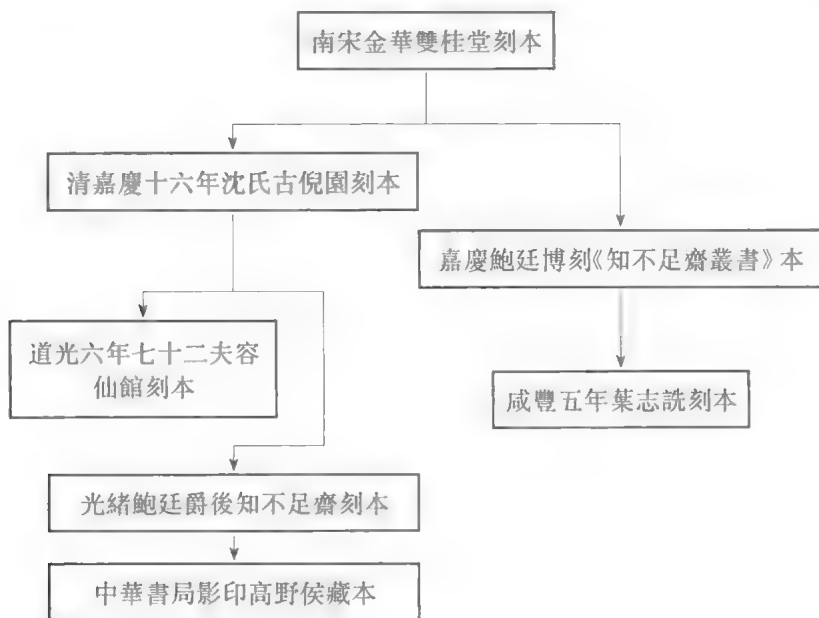 南宋金華雙桂堂刻本
清嘉慶十六年沈氏古倪園刻本
嘉慶鮑廷博刻《知不足齋叢書》本
道光六年七十二夫容
仙館刻本
咸豐五年葉志詵刻本
光緒鮑廷爵後知不足齋刻本
中華書局影印高野侯藏本